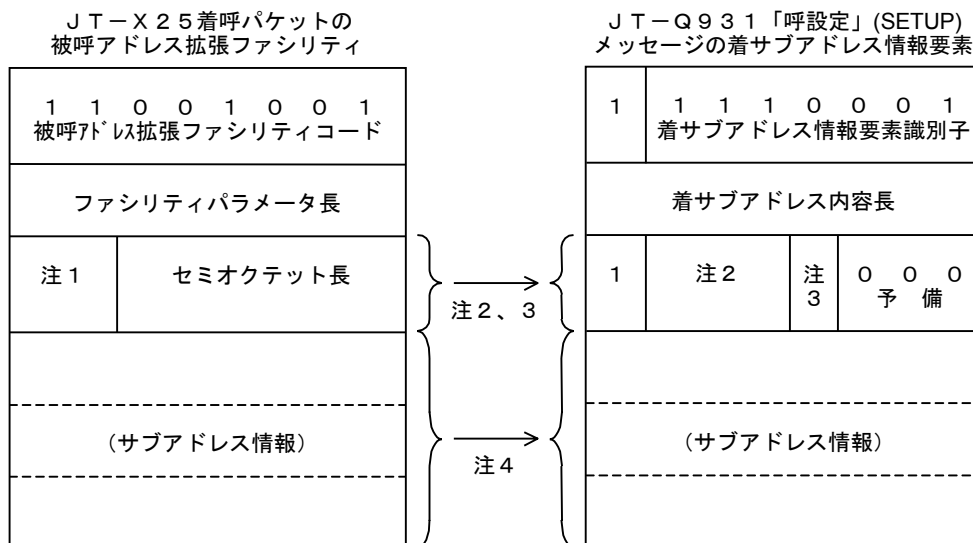 ＪＴ－Ｘ２５着呼パケットの
被呼アドレス拡張ファシリティ
１ １ ０ ０ １ ０ ０ １
被呼ｱﾄﾞﾚｽ拡張ファシリティコード
ファシリティパラメータ長
注１ セミオクテット長
（サブアドレス情報）
注２、３
注４
ＪＴ－Ｑ９３１「呼設定」(SETUP)
メッセージの着サブアドレス情報要素
１ １ １ １ ０ ０ ０ １
着サブアドレス情報要素識別子
着サブアドレス内容長
１ 注２ 注３ ０ ０ ０
予 備
（サブアドレス情報）